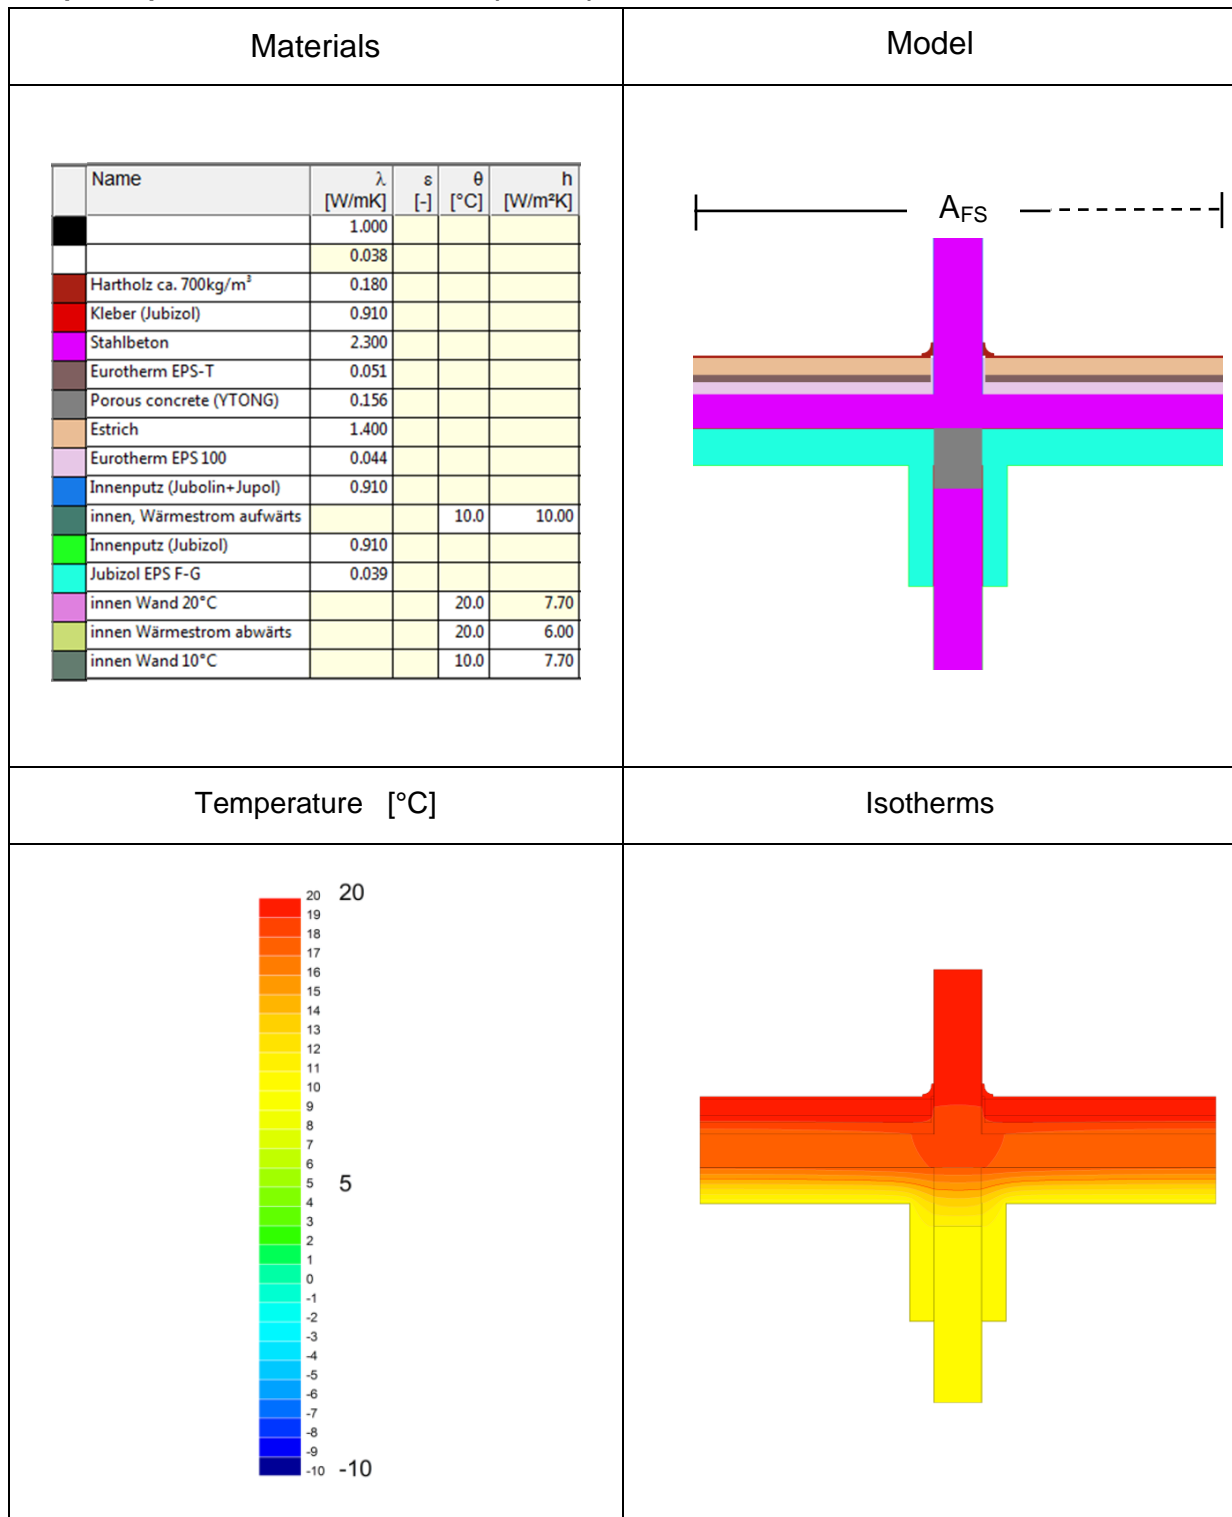 Materials
Model
Name λ ε θ h
[W/mK] [-] [°C] [W/m²K]
1.000
0.038
Hartholz ca. 700kg/m³ 0.180
Kleber (Jubizol) 0.910
Stahlbeton 2.300
Eurotherm EPS-T 0.051
Porous concrete (YTONG) 0.156
Estrich 1.400
Eurotherm EPS 100 0.044
Innenputz (Jubolin+Jupol) 0.910
innen, Wärmestrom aufwärts 10.0 10.00
Innenputz (Jubizol) 0.910
Jubizol EPS F-G 0.039
innen Wand 20°C 20.0 7.70
innen Wärmestrom abwärts 20.0 6.00
innen Wand 10°C 10.0 7.70
AFS
Temperature [°C]
Isotherms
20 20
19
18
17
16
15
14
13
12
11
10
9
8
7
6
5 5
4
3
2
1
0
-1
-2
-3
-4
-5
-6
-7
-8
-9
-10 -10